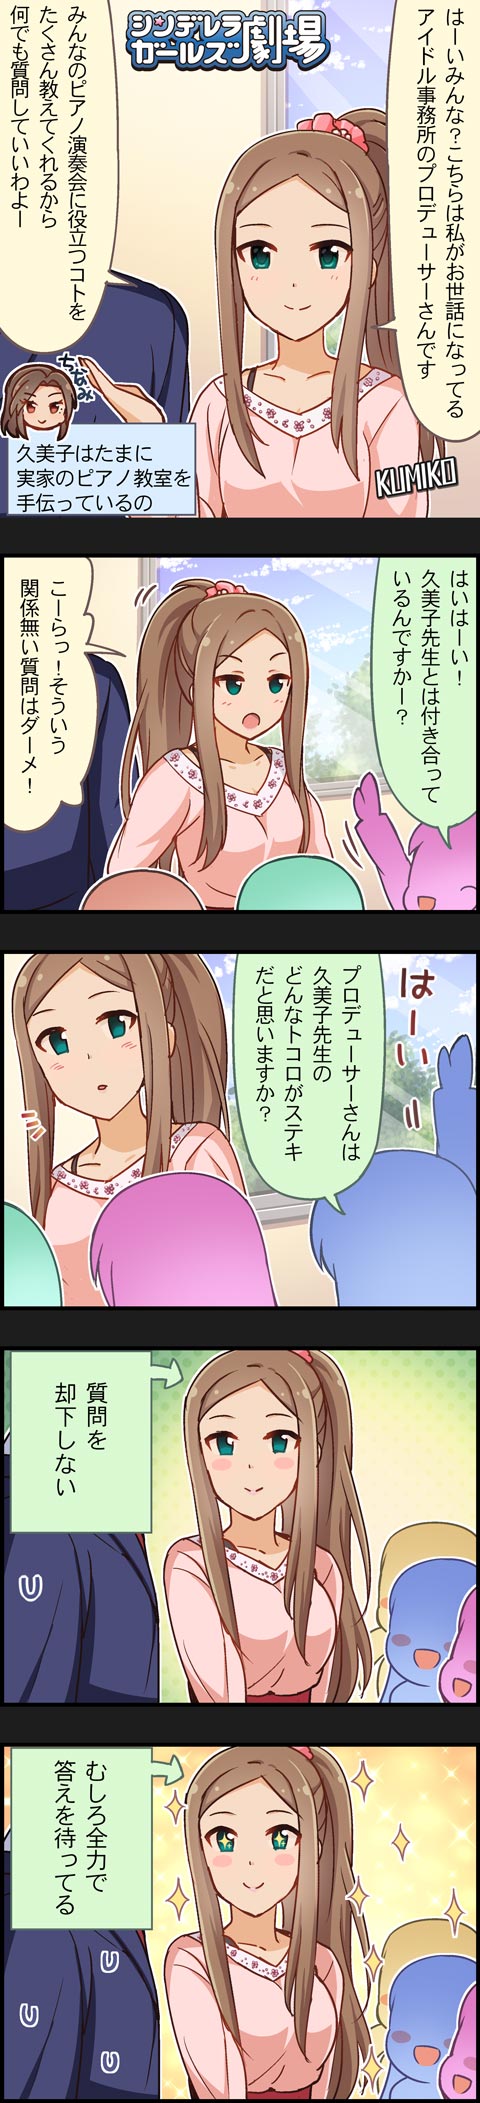 シンデレラ
ガールズ劇場
はーいみんな？こちらは私がお世話になってる
アイドル事務所のプロデューサーさんです
みんなのピアノ演奏会に役立つコトを
たくさん教えてくれるから
何でも質問していいわよー
ちなみ
久美子はたまに
実家のピアノ教室を
手伝っているの
KUMIKO
はいはーい！
久美子先生とは付き合って
いるんですかー？
こーらっ！そういう
関係無い質問はダーメ！
はーい
プロデューサーさんは
久美子先生の
どんなトコロがステキ
だと思いますか？
質問を
却下しない
むしろ全力で
答えを待ってる